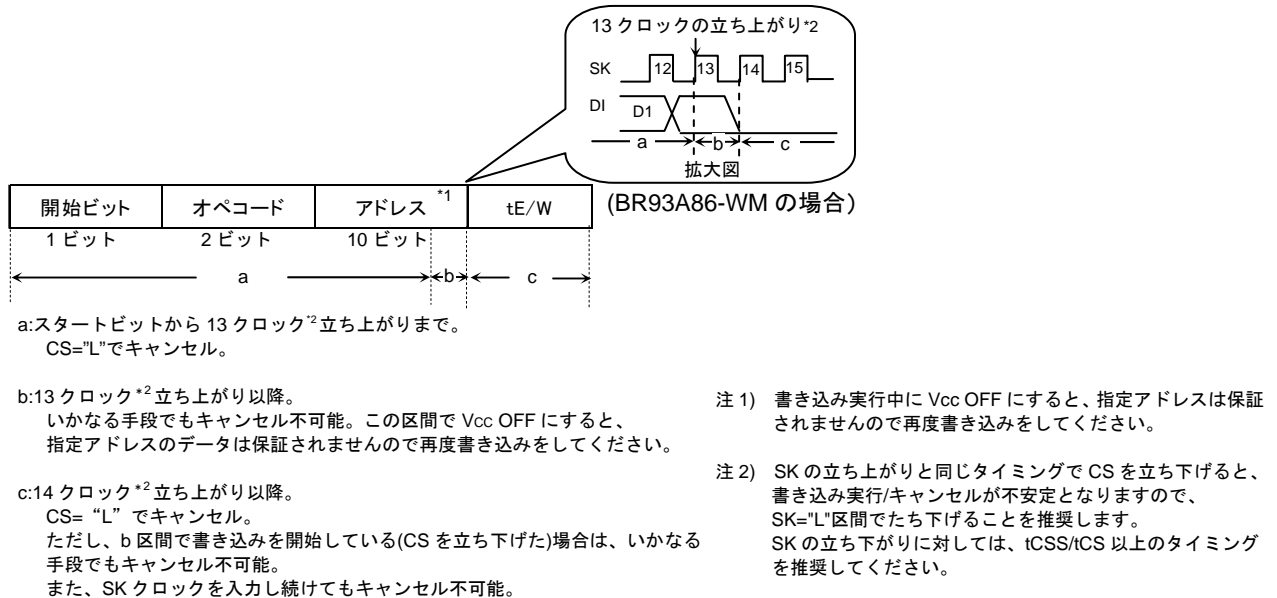 13 クロックの立ち上がり*2
SK 12 13 14 15
DI D1
a b c
拡大図
(BR93A86-WM の場合)
開始ビット オペコード アドレス *1 tE/W
1 ビット 2 ビット 10 ビット
a b c
a:スタートビットから 13 クロック*2立ち上がりまで。
CS="L"でキャンセル。
b:13 クロック*2立ち上がり以降。
いかなる手段でもキャンセル不可能。この区間で Vcc OFF にすると、
指定アドレスのデータは保証されませんので再度書き込みをしてください。
c:14 クロック*2立ち上がり以降。
CS= “L” でキャンセル。
ただし、b 区間で書き込みを開始している(CS を立ち下げた)場合は、いかなる
手段でもキャンセル不可能。
また、SK クロックを入力し続けてもキャンセル不可能。
注 1) 書き込み実行中に Vcc OFF にすると、指定アドレスは保証
されませんので再度書き込みをしてください。
注 2) SK の立ち上がりと同じタイミングで CS を立ち下げると、
書き込み実行/キャンセルが不安定となりますので、
SK="L"区間でたち下げることを推奨します。
SK の立ち下がりに対しては、tCSS/tCS 以上のタイミング
を推奨してください。